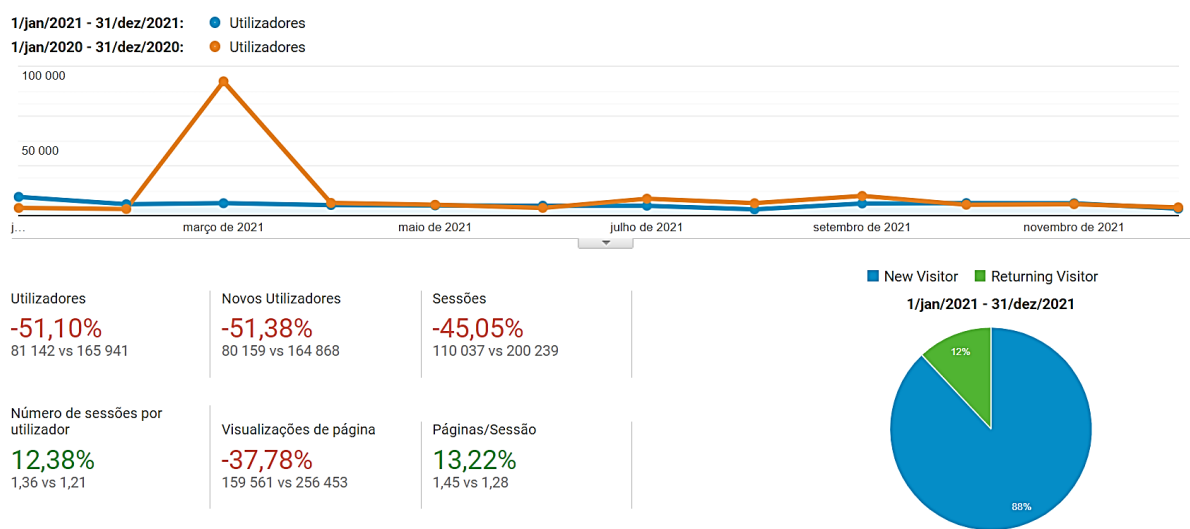 1/jan/2021 - 31/dez/2021: Utilizadores
1/jan/2020 - 31/dez/2020: Utilizadores
100 000
50 000
j...
março de 2021
maio de 2021
julho de 2021
setembro de 2021
novembro de 2021
Utilizadores
-51,10%
81 142 vs 165 941
Novos Utilizadores
-51,38%
80 159 vs 164 868
Sessões
-45,05%
110 037 vs 200 239
Número de sessões por
utilizador
12,38%
1,36 vs 1,21
Visualizações de página
-37,78%
159 561 vs 256 453
Páginas/Sessão
13,22%
1,45 vs 1,28
New Visitor
Returning Visitor
1/jan/2021 - 31/dez/2021
12%
88%